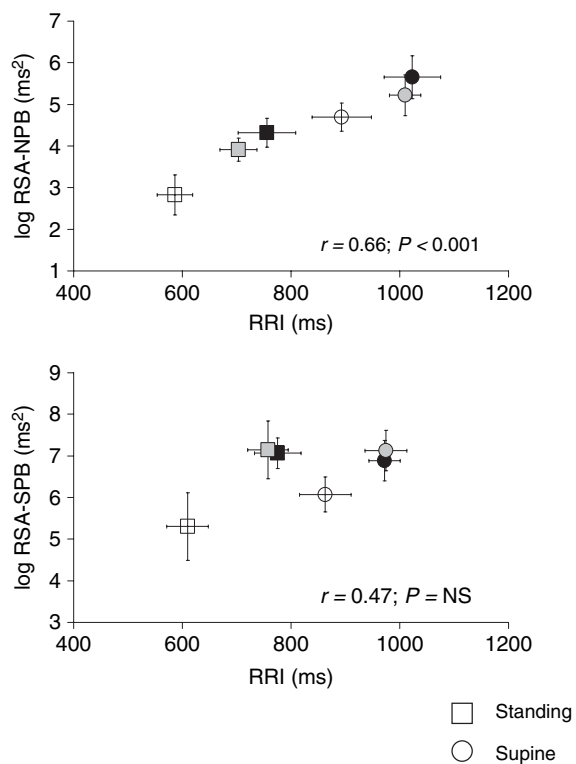 7
6
5
4
3
2
1
log RSA-NPB (ms²)
r = 0.66; P < 0.001
400 600 800 1000 1200
RRI (ms)
9
8
7
6
5
4
3
log RSA-SPB (ms²)
r = 0.47; P = NS
400 600 800 1000 1200
RRI (ms)
Standing
Supine